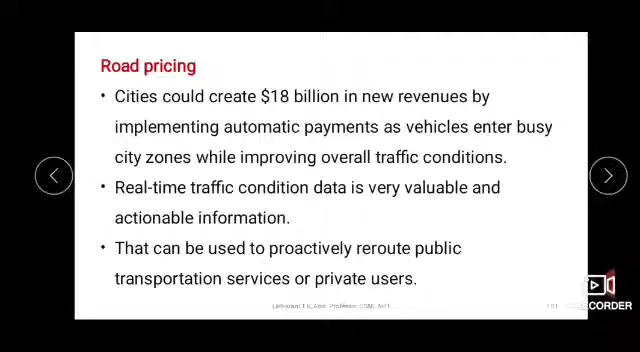 Road pricing
• Cities could create $18 billion in new revenues by
implementing automatic payments as vehicles enter busy
city zones while improving overall traffic conditions.
• Real-time traffic condition data is very valuable and
actionable information.
• That can be used to proactively reroute public
transportation services or private users.
ECORDER